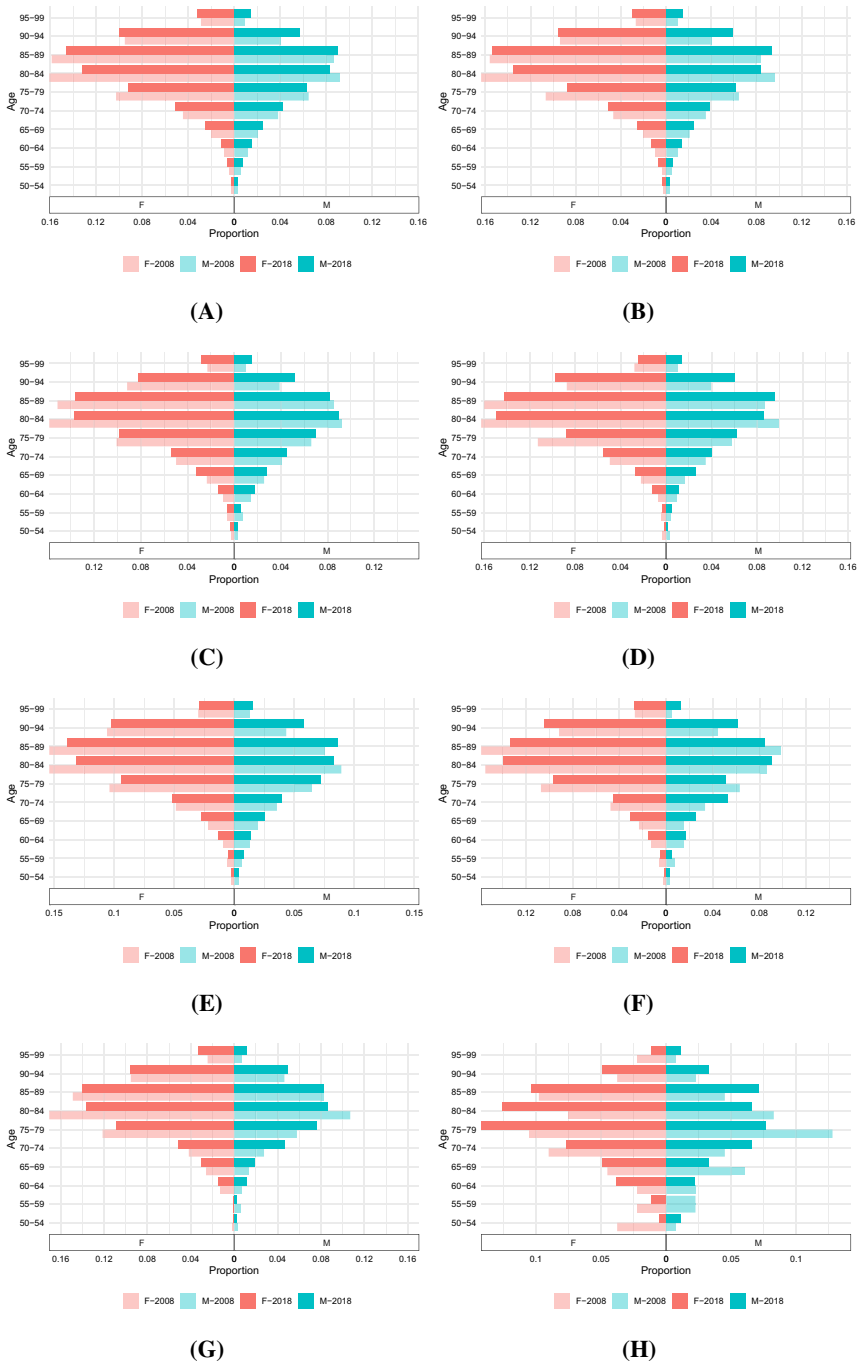 Age
95−99
90−94
85−89
80−84
75−79
70−74
65−69
60−64
55−59
50−54
F M
0.16 0.12 0.08 0.04 0 0.04 0.08 0.12 0.16
Proportion
F−2008 M−2008 F−2018 M−2018
(A)
Age
95−99
90−94
85−89
80−84
75−79
70−74
65−69
60−64
55−59
50−54
F M
0.16 0.12 0.08 0.04 0 0.04 0.08 0.12 0.16
Proportion
F−2008 M−2008 F−2018 M−2018
(B)
Age
95−99
90−94
85−89
80−84
75−79
70−74
65−69
60−64
55−59
50−54
F M
0.12 0.08 0.04 0 0.04 0.08 0.12
Proportion
F−2008 M−2008 F−2018 M−2018
(C)
Age
95−99
90−94
85−89
80−84
75−79
70−74
65−69
60−64
55−59
50−54
F M
0.16 0.12 0.08 0.04 0 0.04 0.08 0.12 0.16
Proportion
F−2008 M−2008 F−2018 M−2018
(D)
Age
95−99
90−94
85−89
80−84
75−79
70−74
65−69
60−64
55−59
50−54
F M
0.15 0.1 0.05 0 0.05 0.1 0.15
Proportion
F−2008 M−2008 F−2018 M−2018
(E)
Age
95−99
90−94
85−89
80−84
75−79
70−74
65−69
60−64
55−59
50−54
F M
0.12 0.08 0.04 0 0.04 0.08 0.12
Proportion
F−2008 M−2008 F−2018 M−2018
(F)
Age
95−99
90−94
85−89
80−84
75−79
70−74
65−69
60−64
55−59
50−54
F M
0.16 0.12 0.08 0.04 0 0.04 0.08 0.12 0.16
Proportion
F−2008 M−2008 F−2018 M−2018
(G)
Age
95−99
90−94
85−89
80−84
75−79
70−74
65−69
60−64
55−59
50−54
F M
0.1 0.05 0 0.05 0.1
Proportion
F−2008 M−2008 F−2018 M−2018
(H)